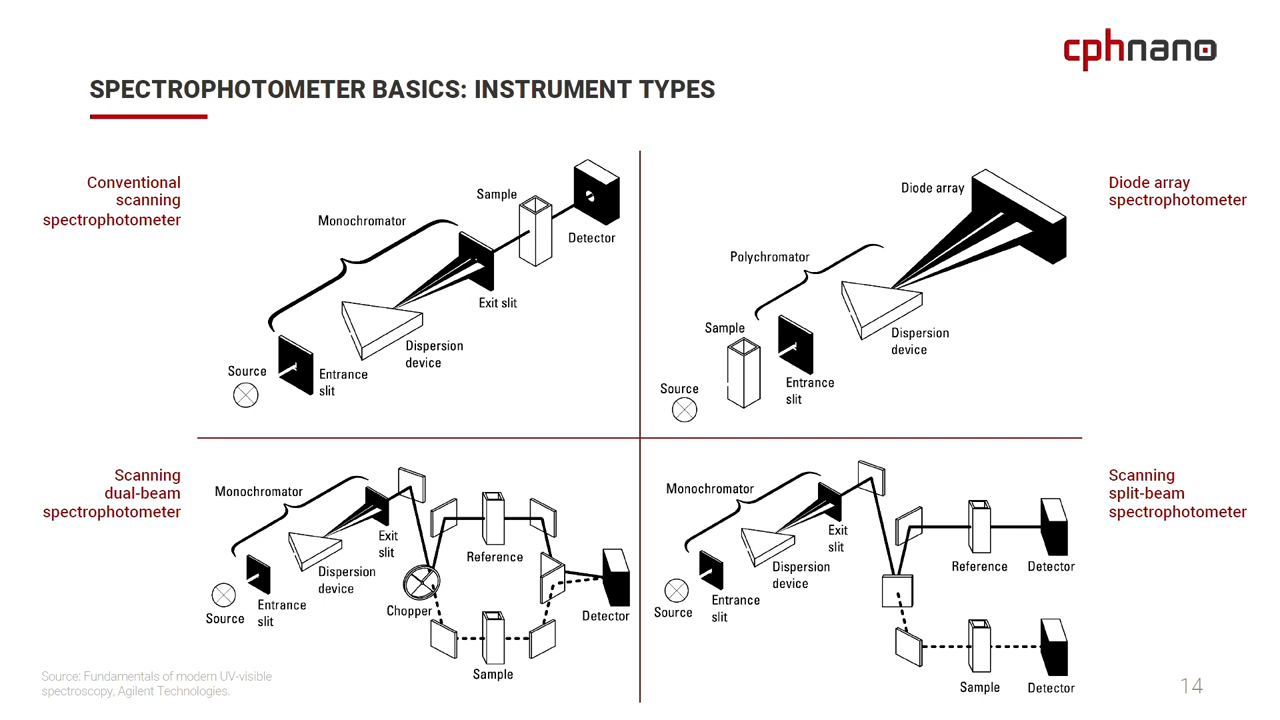 cphnano
SPECTROPHOTOMETER BASICS: INSTRUMENT TYPES
Conventional
scanning
spectrophotometer
Monochromator
Sample
Detector
Exit slit
Dispersion
device
Source
Entrance
slit
Diode array
spectrophotometer
Diode array
Polychromator
Sample
Dispersion
device
Source
Entrance
slit
Scanning
dual-beam
spectrophotometer
Monochromator
Exit
slit
Reference
Dispersion
device
Source
Entrance
slit
Chopper
Detector
Sample
Scanning
split-beam
spectrophotometer
Monochromator
Exit
slit
Dispersion
device
Source
Entrance
slit
Reference
Detector
Sample
Detector
Source: Fundamentals of modern UV-visible
spectroscopy, Agilent Technologies.
14